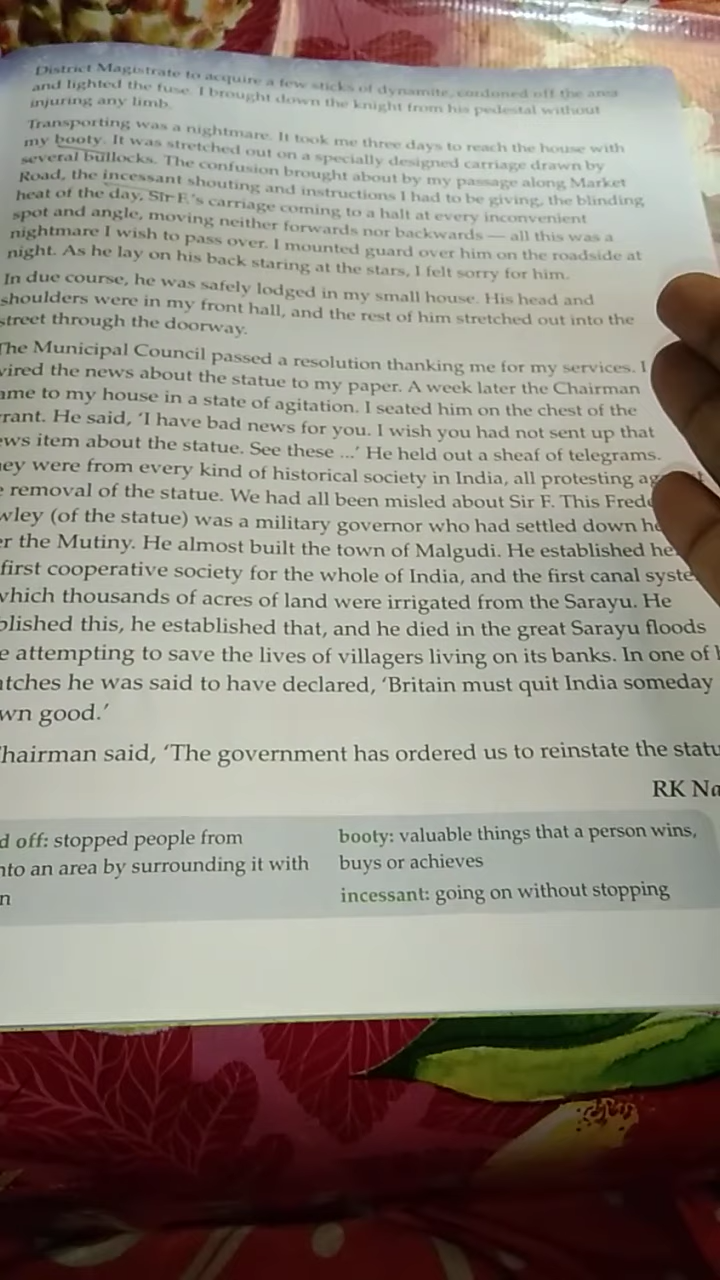 District Magistrate to acquire a few sticks of dynamite, cordoned off the area
and lighted the fuse. I brought down the knight from his pedestal without
injuring any limb.
Transporting was a nightmare. It took me three days to reach the house with
my booty. It was stretched out on a specially designed carriage drawn by
several bullocks. The confusion brought about by my passage along Market
Road, the incessant shouting and instructions I had to be giving, the blinding
heat of the day, Sir F.'s carriage coming to a halt at every inconvenient
spot and angle, moving neither forwards nor backwards — all this was a
nightmare I wish to pass over. I mounted guard over him on the roadside at
night. As he lay on his back staring at the stars, I felt sorry for him.
In due course, he was safely lodged in my small house. His head and
shoulders were in my front hall, and the rest of him stretched out into the
street through the doorway.
The Municipal Council passed a resolution thanking me for my services. I
wired the news about the statue to my paper. A week later the Chairman
ame to my house in a state of agitation. I seated him on the chest of the
rant. He said, 'I have bad news for you. I wish you had not sent up that
ws item about the statue. See these ...' He held out a sheaf of telegrams.
ey were from every kind of historical society in India, all protesting ag
removal of the statue. We had all been misled about Sir F. This Fred
wley (of the statue) was a military governor who had settled down he
er the Mutiny. He almost built the town of Malgudi. He established he
first cooperative society for the whole of India, and the first canal syste
which thousands of acres of land were irrigated from the Sarayu. He
blished this, he established that, and he died in the great Sarayu floods
e attempting to save the lives of villagers living on its banks. In one of h
atches he was said to have declared, 'Britain must quit India someday
wn good.'
hairman said, 'The government has ordered us to reinstate the statu
RK Na
d off: stopped people from
nto an area by surrounding it with
n
booty: valuable things that a person wins,
buys or achieves
incessant: going on without stopping